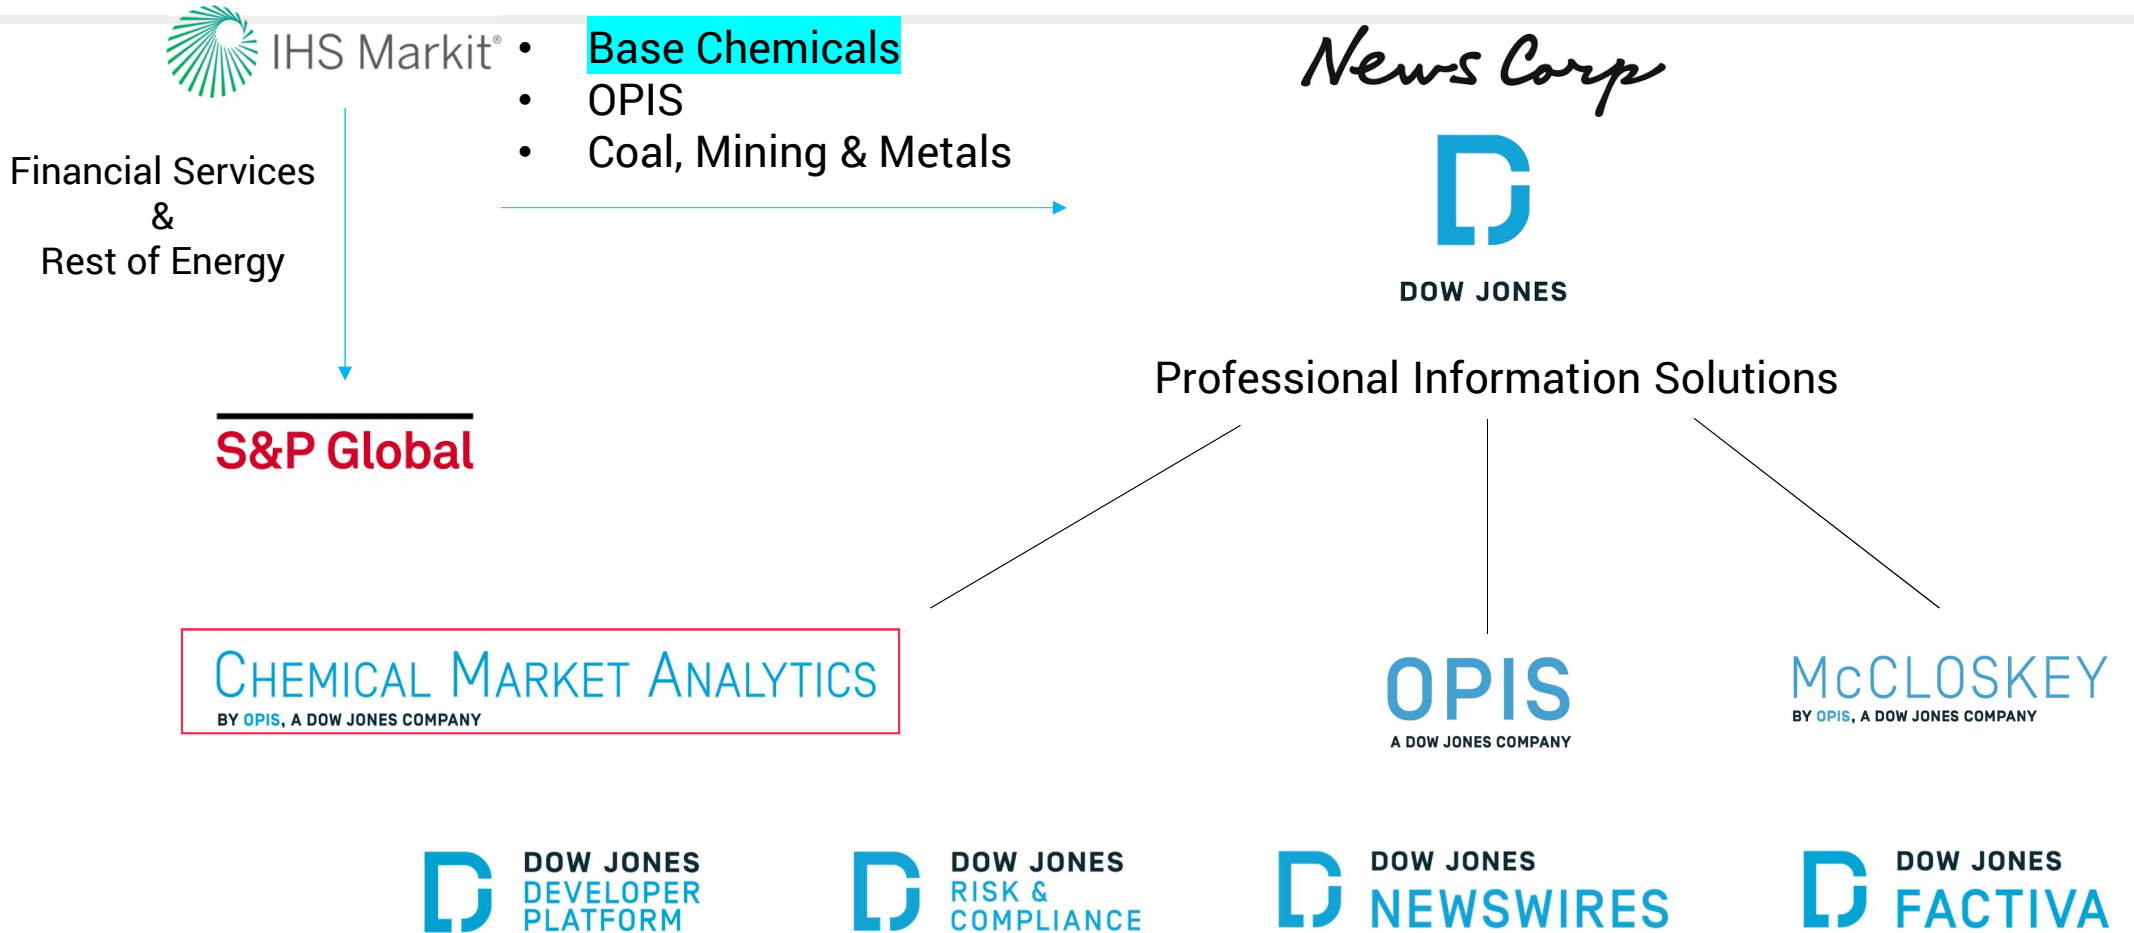 IHS Markit®
• Base Chemicals
• OPIS
• Coal, Mining & Metals
News Corp
DOW JONES
Financial Services
&
Rest of Energy
S&P Global
Professional Information Solutions
CHEMICAL MARKET ANALYTICS
BY OPIS, A DOW JONES COMPANY
OPIS
A DOW JONES COMPANY
McCLOSKEY
BY OPIS, A DOW JONES COMPANY
DOW JONES
DEVELOPER
PLATFORM
DOW JONES
RISK &
COMPLIANCE
DOW JONES
NEWSWIRES
DOW JONES
FACTIVA